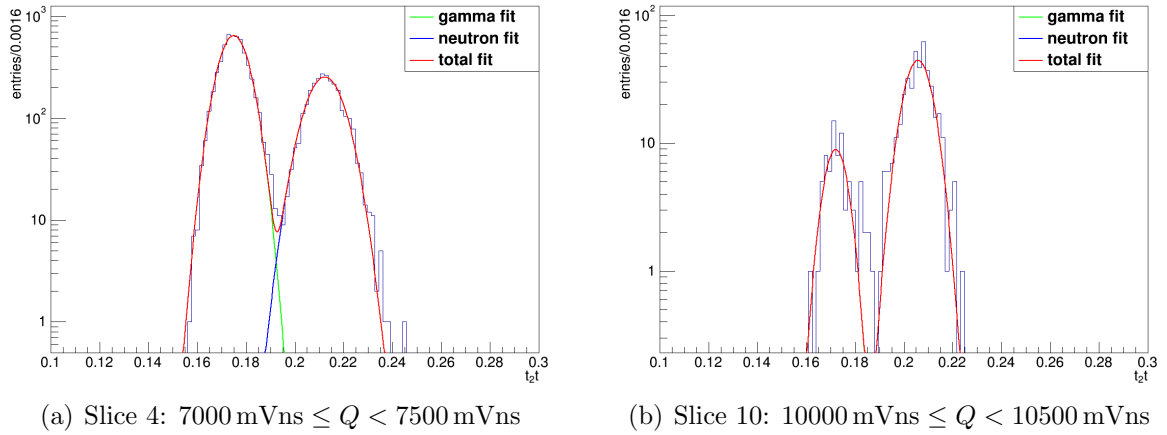 entries/0.0016
10³
10²
10
1
gamma fit
neutron fit
total fit
0.1 0.12 0.14 0.16 0.18 0.2 0.22 0.24 0.26 0.28 0.3
t₂t
(a) Slice 4: 7000 mVns ≤ Q < 7500 mVns
entries/0.0016
10²
10
1
gamma fit
neutron fit
total fit
0.1 0.12 0.14 0.16 0.18 0.2 0.22 0.24 0.26 0.28 0.3
t₂t
(b) Slice 10: 10000 mVns ≤ Q < 10500 mVns